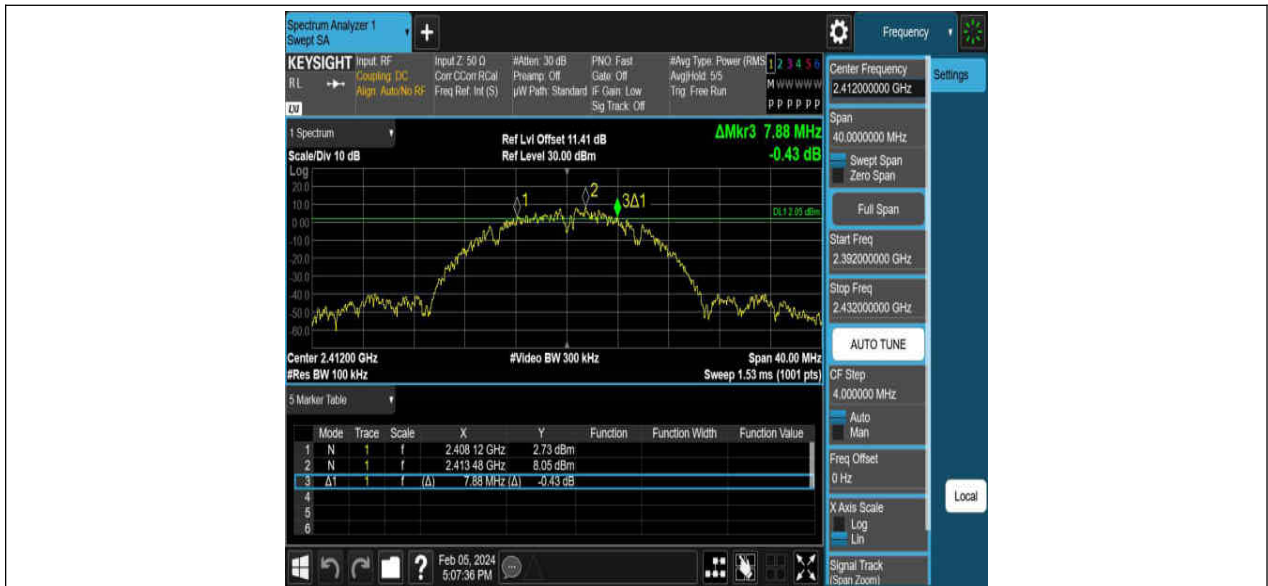 Spectrum Analyzer 1
Swept SA
+
Frequency
KEYSIGHT
RL
LXI
Input: RF
Coupling: DC
Align: Auto/No RF
Input Z: 50 Ω
Corr CCorr RCal
Freq Ref: Int (S)
#Atten: 30 dB
Preamp: Off
µW Path: Standard
PNO: Fast
Gate: Off
IF Gain: Low
Sig Track: Off
#Avg Type: Power (RMS
Avg|Hold: 5/5
Trig: Free Run
1 2 3 4 5 6
M W W W W W
P P P P P P
1 Spectrum
Scale/Div 10 dB
Ref Lvl Offset 11.41 dB
Ref Level 30.00 dBm
ΔMkr3 7.88 MHz
-0.43 dB
Log
20.0
10.0
0.00
-10.0
-20.0
-30.0
-40.0
-50.0
-60.0
1
2
3Δ1
DL1 2.05 dBm
Center 2.41200 GHz
#Res BW 100 kHz
#Video BW 300 kHz
Span 40.00 MHz
Sweep 1.53 ms (1001 pts)
5 Marker Table
Mode Trace Scale X Y Function Function Width Function Value
1 N 1 f 2.408 12 GHz 2.73 dBm
2 N 1 f 2.413 48 GHz 8.05 dBm
3 Δ1 1 f (Δ) 7.88 MHz (Δ) -0.43 dB
4
5
6
?
Feb 05, 2024
5:07:36 PM
Center Frequency
2.412000000 GHz
Settings
Span
40.0000000 MHz
Swept Span
Zero Span
Full Span
Start Freq
2.392000000 GHz
Stop Freq
2.432000000 GHz
AUTO TUNE
CF Step
4.000000 MHz
Auto
Man
Freq Offset
0 Hz
X Axis Scale
Log
Lin
Local
Signal Track
(Span Zoom)